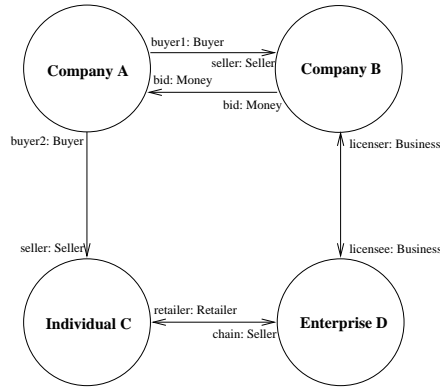 buyer1: Buyer
Company A
seller: Seller
Company B
bid: Money
bid: Money
buyer2: Buyer
licenser: Business
seller: Seller
licensee: Business
retailer: Retailer
Individual C
Enterprise D
chain: Seller